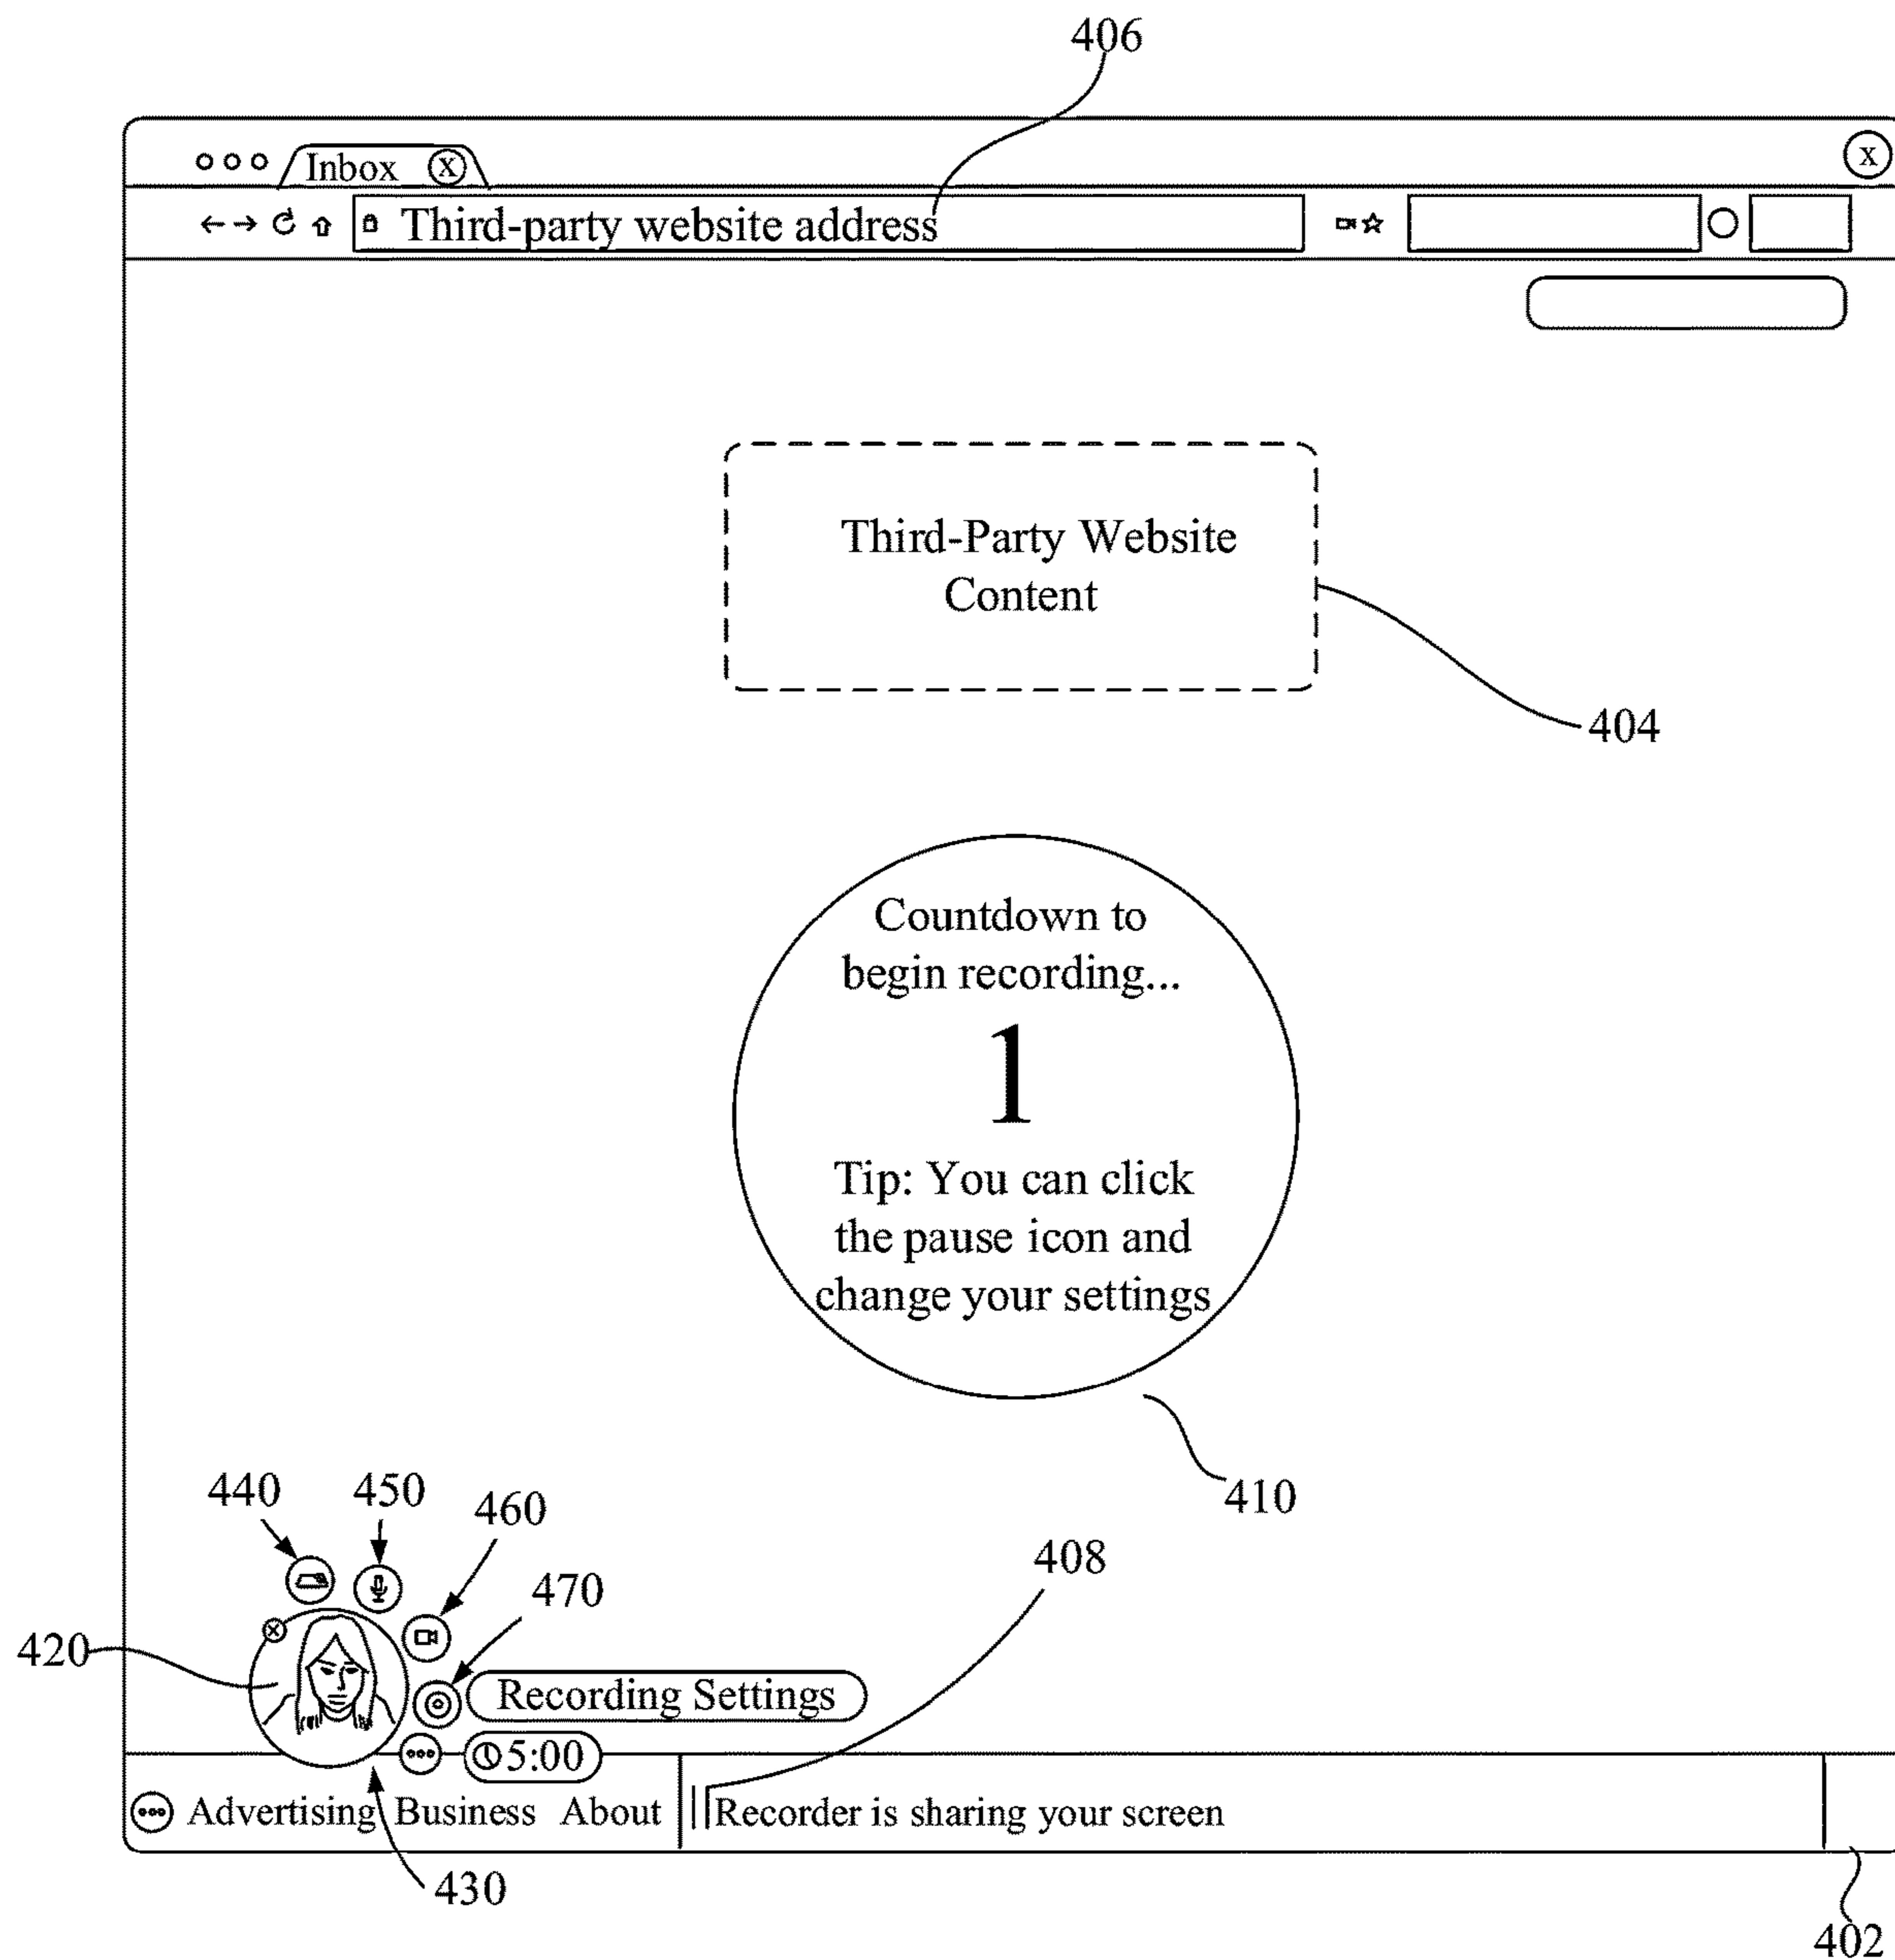 406
Inbox X
X
Third-party website address
Third-Party Website
Content
404
Countdown to
begin recording...
1
Tip: You can click
the pause icon and
change your settings
410
440
450
460
408
470
420
Recording Settings
5:00
Advertising Business About
Recorder is sharing your screen
430
402